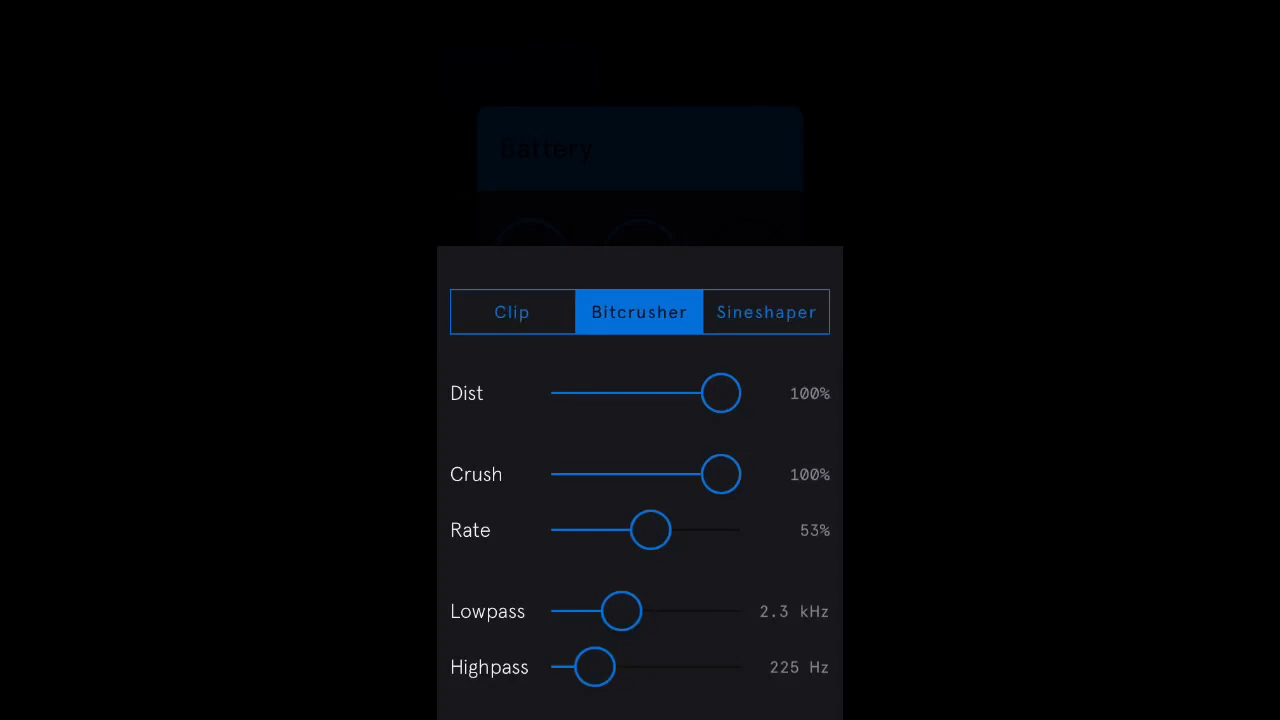 Battery
Clip Bitcrusher Sineshaper
Dist 100%
Crush 100%
Rate 53%
Lowpass 2.3 kHz
Highpass 225 Hz